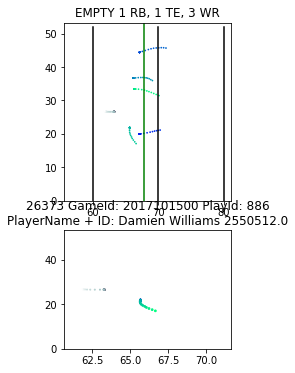 EMPTY 1 RB, 1 TE, 3 WR
50
40
30
20
10
0
60 70 80
26373 GameId: 2017101500 PlayId: 886
PlayerName + ID: Damien Williams 2550512.0
40
20
0
62.5 65.0 67.5 70.0